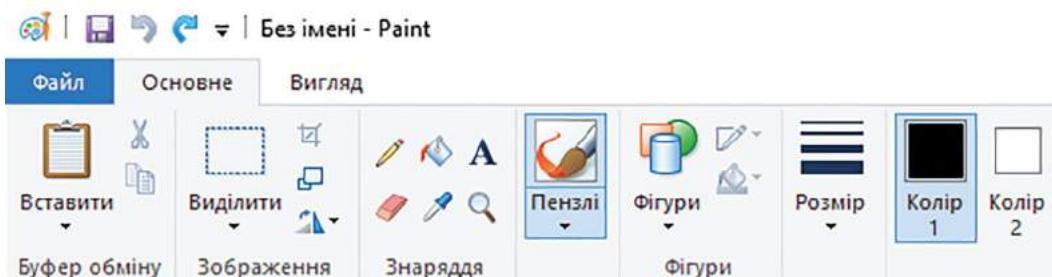 Без імені - Paint
Файл Основне Вигляд
Вставити Виділити A Пензлі Фігури Розмір Колір 1 Колір 2
Буфер обміну Зображення Знаряддя Фігури